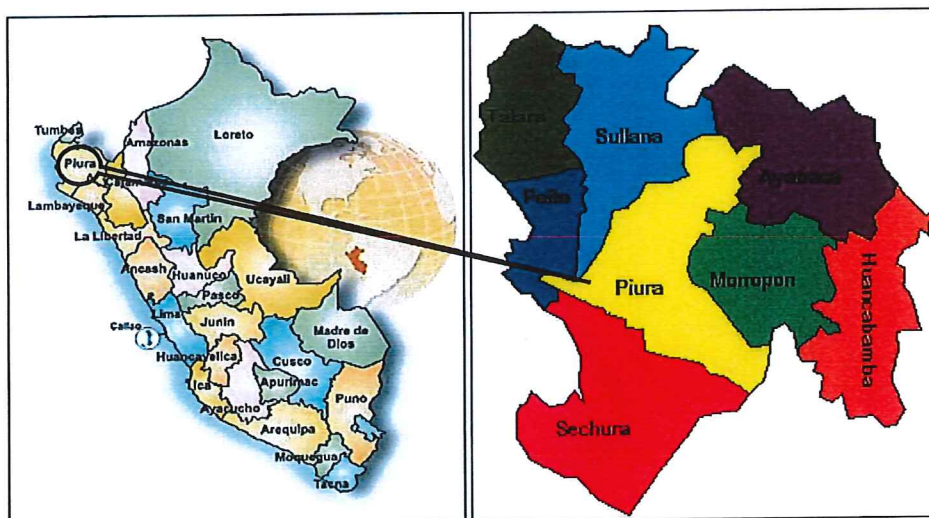 Tumbes
Loreto
Amazonas
Piura
Lambayeque
San Martin
La Libertad
Ancash
Huanuco
Ucayali
Pasco
Lima
Junin
Callao
Madre de
Dios
Huancavelica
Cusco
Ica
Apurimac
Ayacucho
Puno
Arequipa
Moquegua
Tacna
Talara
Sullana
Ayabaca
Paita
Piura
Morropon
Huancabamba
Sechura